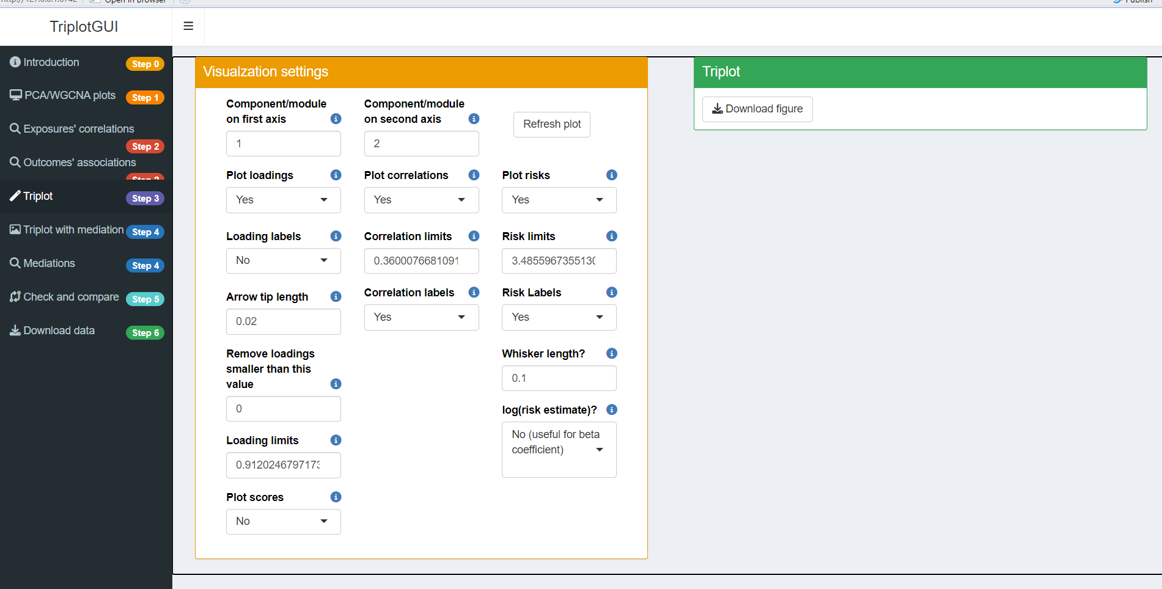 Open in Browser
Publish
TriplotGUI
Introduction
Step 0
PCA/WGCNA plots
Step 1
Exposures' correlations
Step 2
Outcomes' associations
Triplot
Step 3
Triplot with mediation
Step 4
Mediations
Step 4
Check and compare
Step 5
Download data
Step 6
Visualzation settings
Component/module
on first axis
1
Component/module
on second axis
2
Refresh plot
Plot loadings
Yes
Plot correlations
Yes
Plot risks
Yes
Loading labels
No
Correlation limits
0.3600076681091
Risk limits
3.485596735513
Arrow tip length
0.02
Correlation labels
Yes
Risk Labels
Yes
Remove loadings
smaller than this
value
0
Whisker length?
0.1
log(risk estimate)?
No (useful for beta
coefficient)
Loading limits
0.912024679717
Plot scores
No
Triplot
Download figure